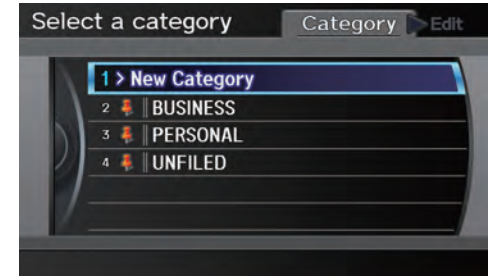 Select a category
Category Edit
1 > New Category
2 BUSINESS
3 PERSONAL
4 UNFILED